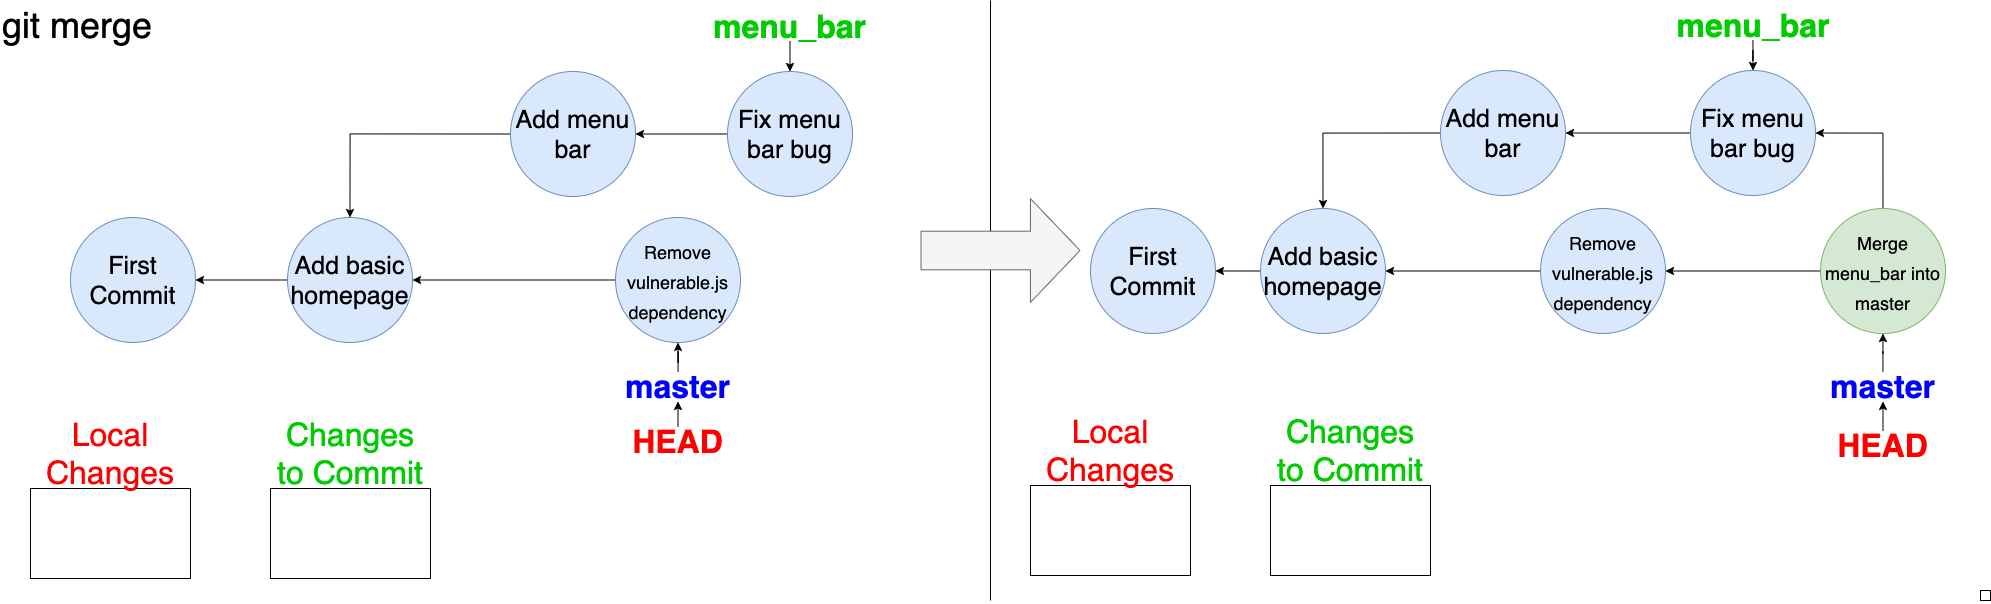 git merge
menu_bar
Add menu
bar
Fix menu
bar bug
First
Commit
Add basic
homepage
Remove
vulnerable.js
dependency
master
HEAD
Local
Changes
Changes
to Commit
menu_bar
Add menu
bar
Fix menu
bar bug
First
Commit
Add basic
homepage
Remove
vulnerable.js
dependency
Merge
menu_bar into
master
master
HEAD
Local
Changes
Changes
to Commit